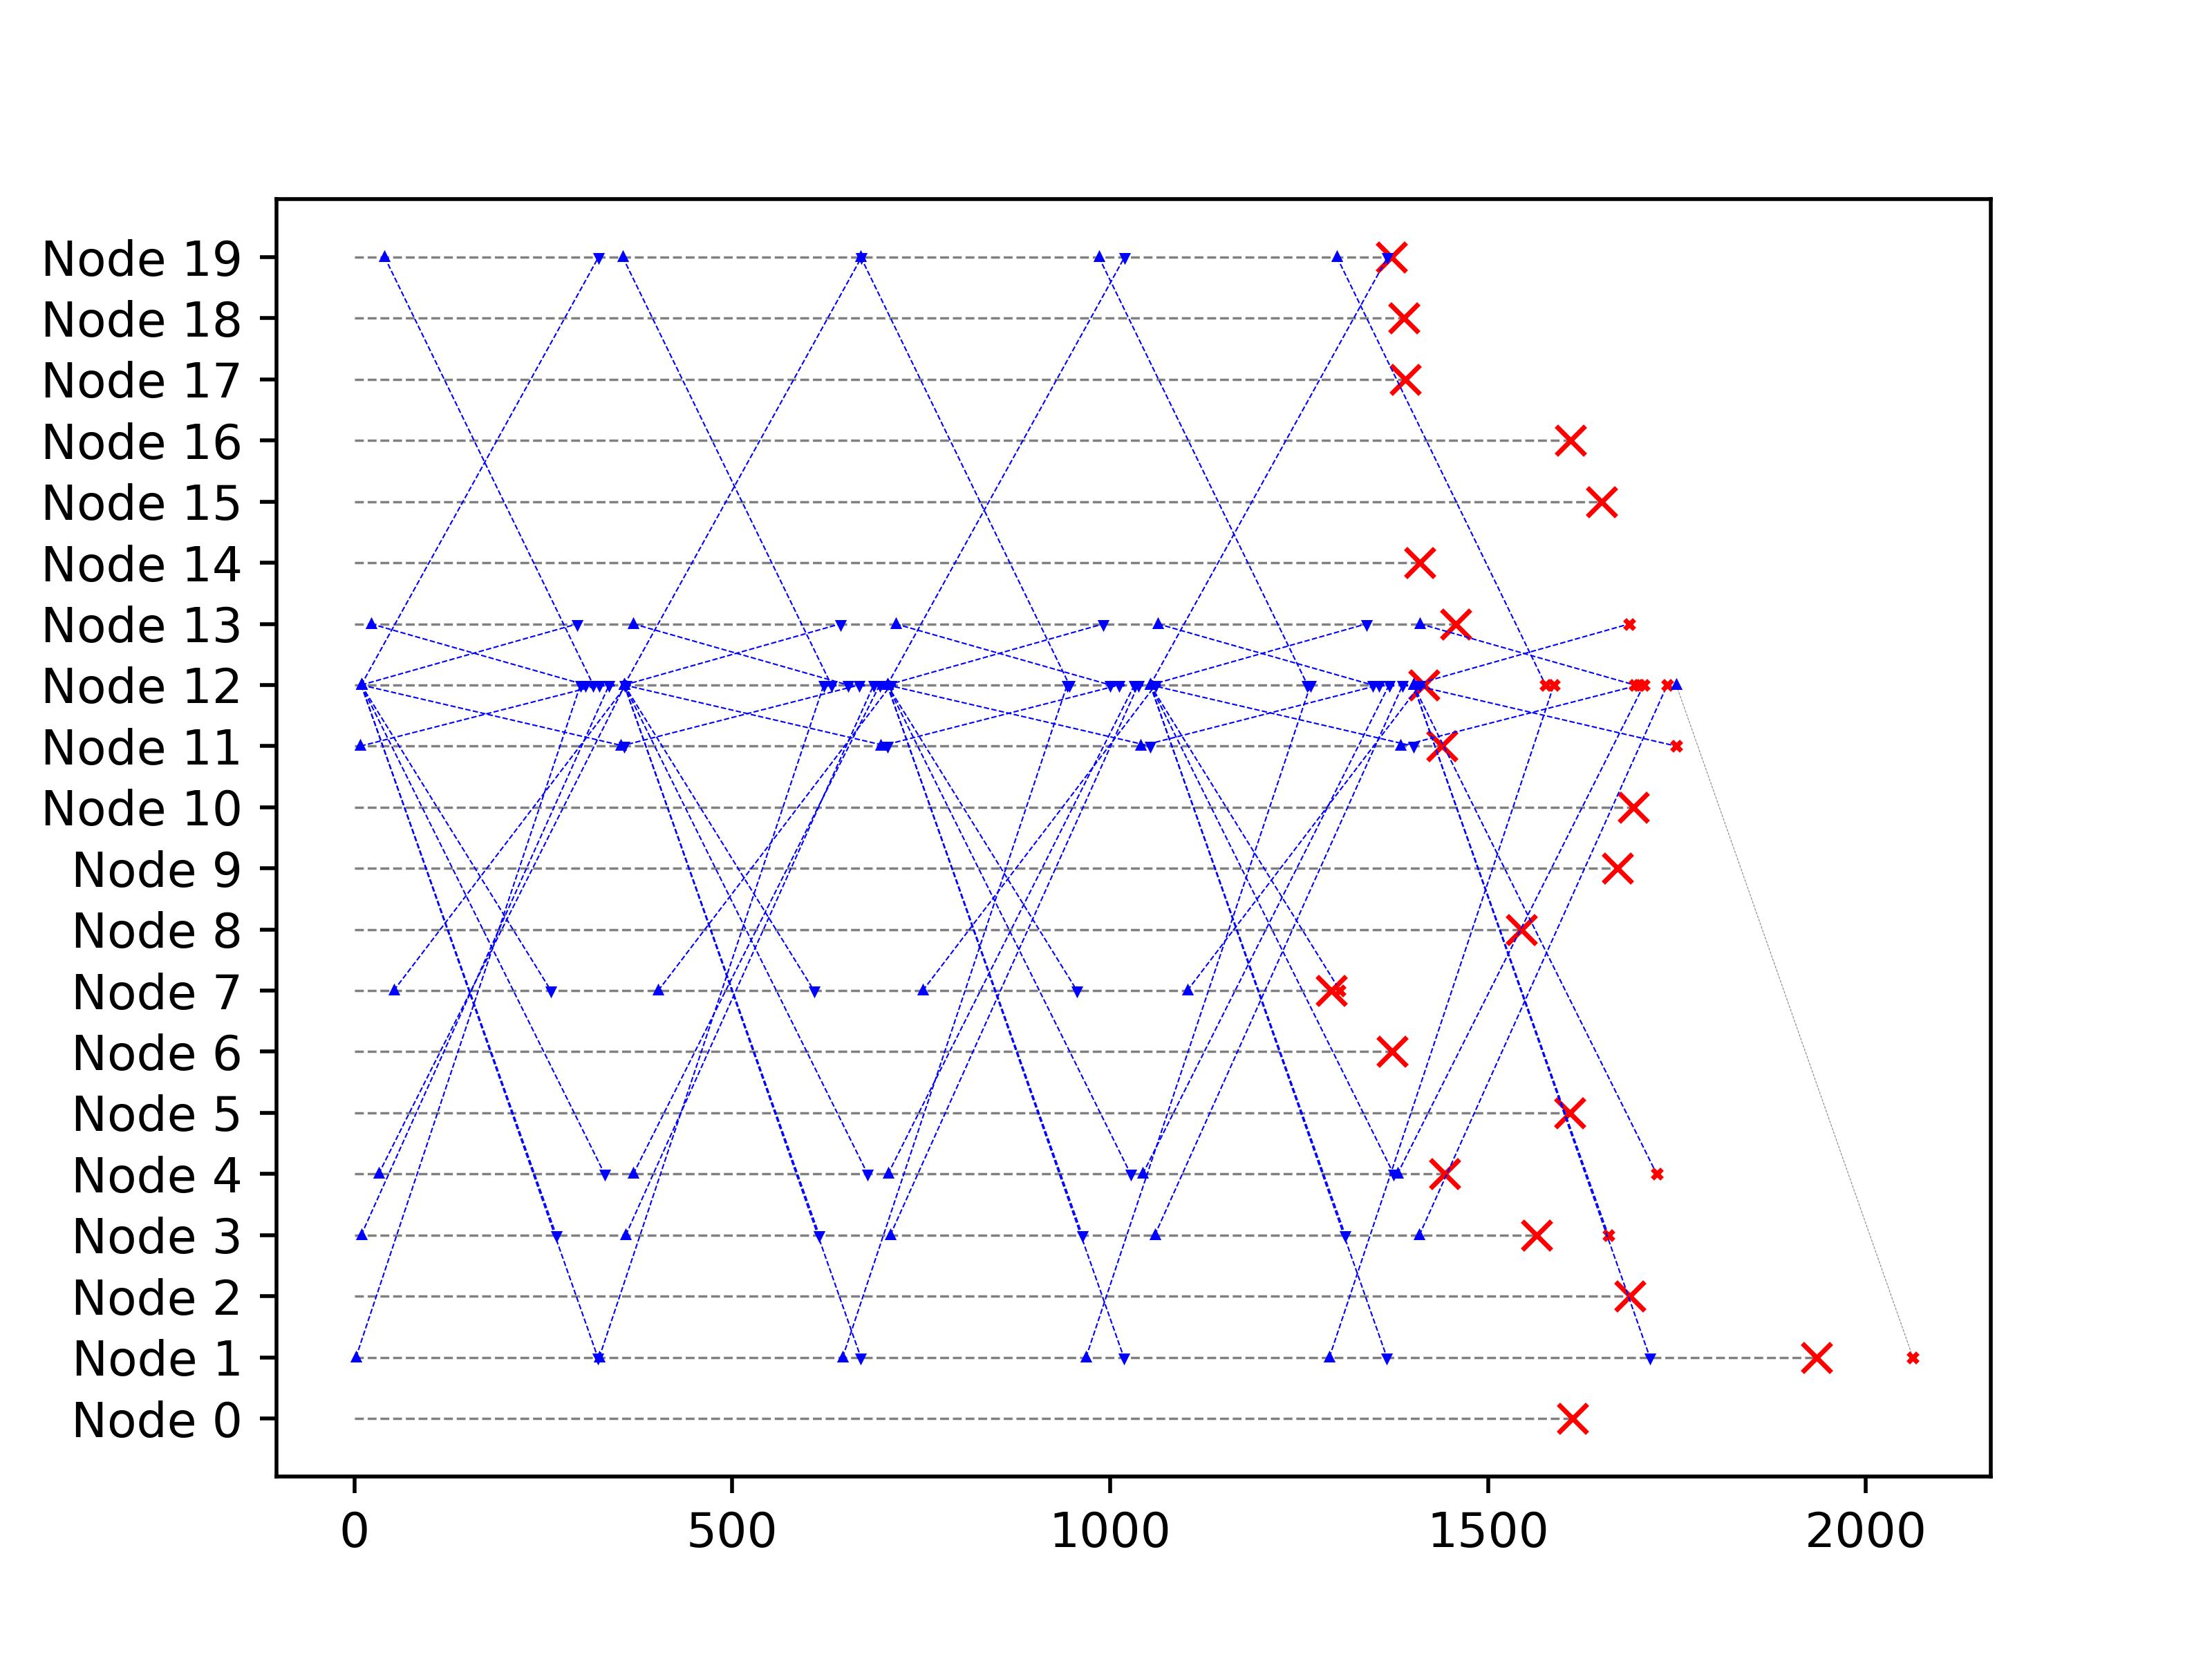 Node 19
Node 18
Node 17
Node 16
Node 15
Node 14
Node 13
Node 12
Node 11
Node 10
Node 9
Node 8
Node 7
Node 6
Node 5
Node 4
Node 3
Node 2
Node 1
Node 0
0 500 1000 1500 2000